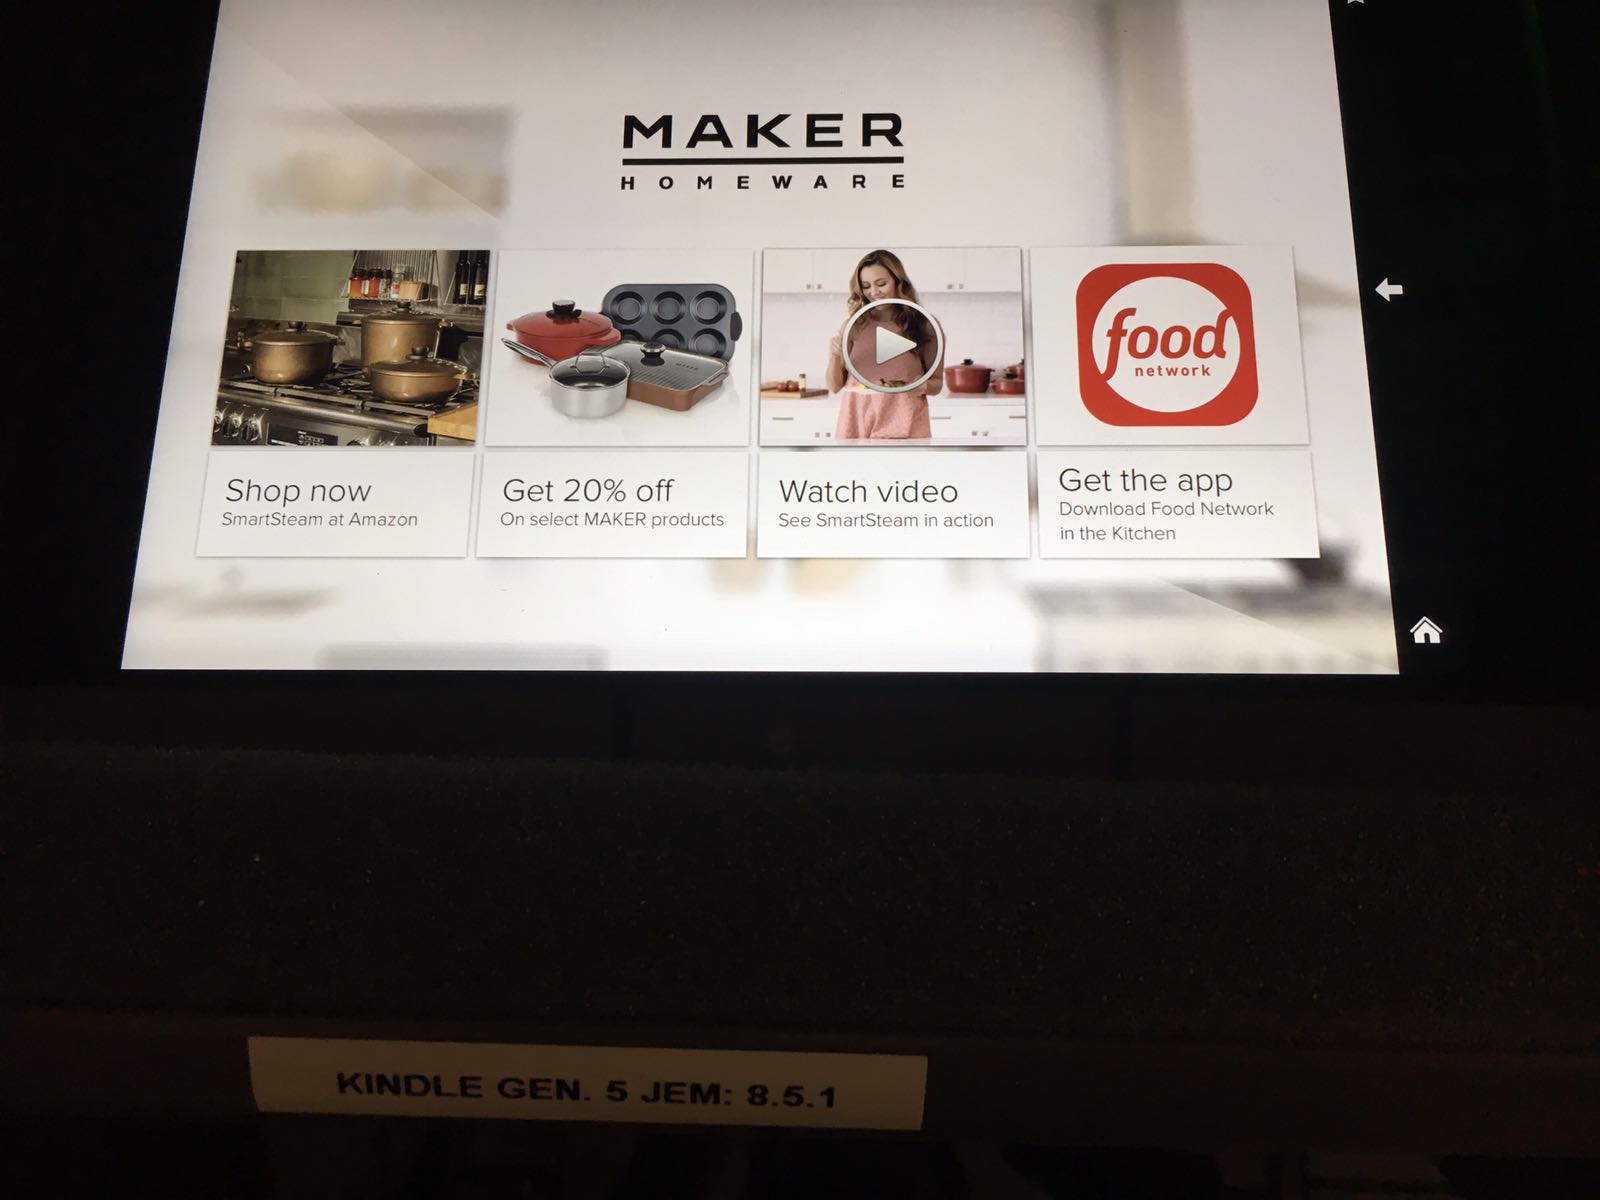 MAKER
HOMEWARE
food
network
Shop now
SmartSteam at Amazon
Get 20% off
On select MAKER products
Watch video
See SmartSteam in action
Get the app
Download Food Network
in the Kitchen
KINDLE GEN. 5 JEM: 8.5.1